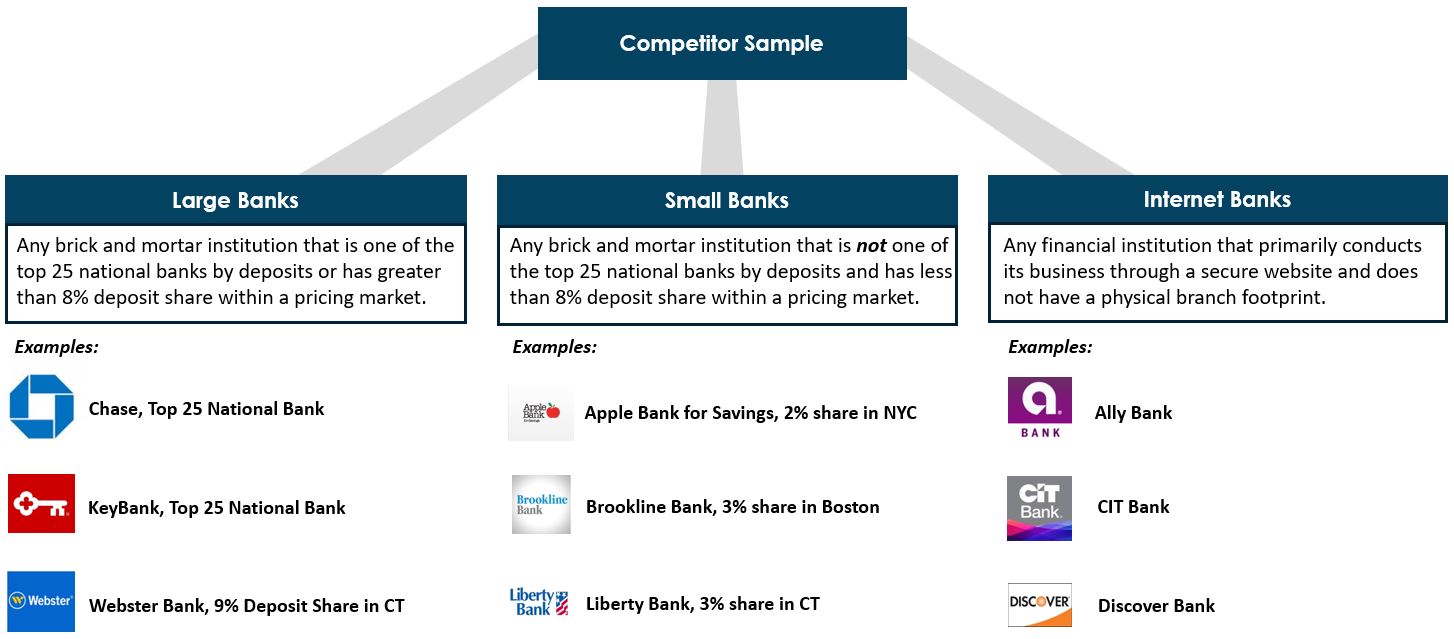 Competitor Sample
Large Banks
Any brick and mortar institution that is one of the
top 25 national banks by deposits or has greater
than 8% deposit share within a pricing market.
Examples:
Chase, Top 25 National Bank
KeyBank, Top 25 National Bank
Webster
Webster Bank, 9% Deposit Share in CT
Small Banks
Any brick and mortar institution that is not one of
the top 25 national banks by deposits and has less
than 8% deposit share within a pricing market.
Examples:
Apple
Bank
Apple Bank for Savings, 2% share in NYC
Brookline
Bank
Brookline Bank, 3% share in Boston
Liberty
Bank
Liberty Bank, 3% share in CT
Internet Banks
Any financial institution that primarily conducts
its business through a secure website and does
not have a physical branch footprint.
Examples:
a
BANK
Ally Bank
CIT
Bank
CIT Bank
DISCOVER
Discover Bank